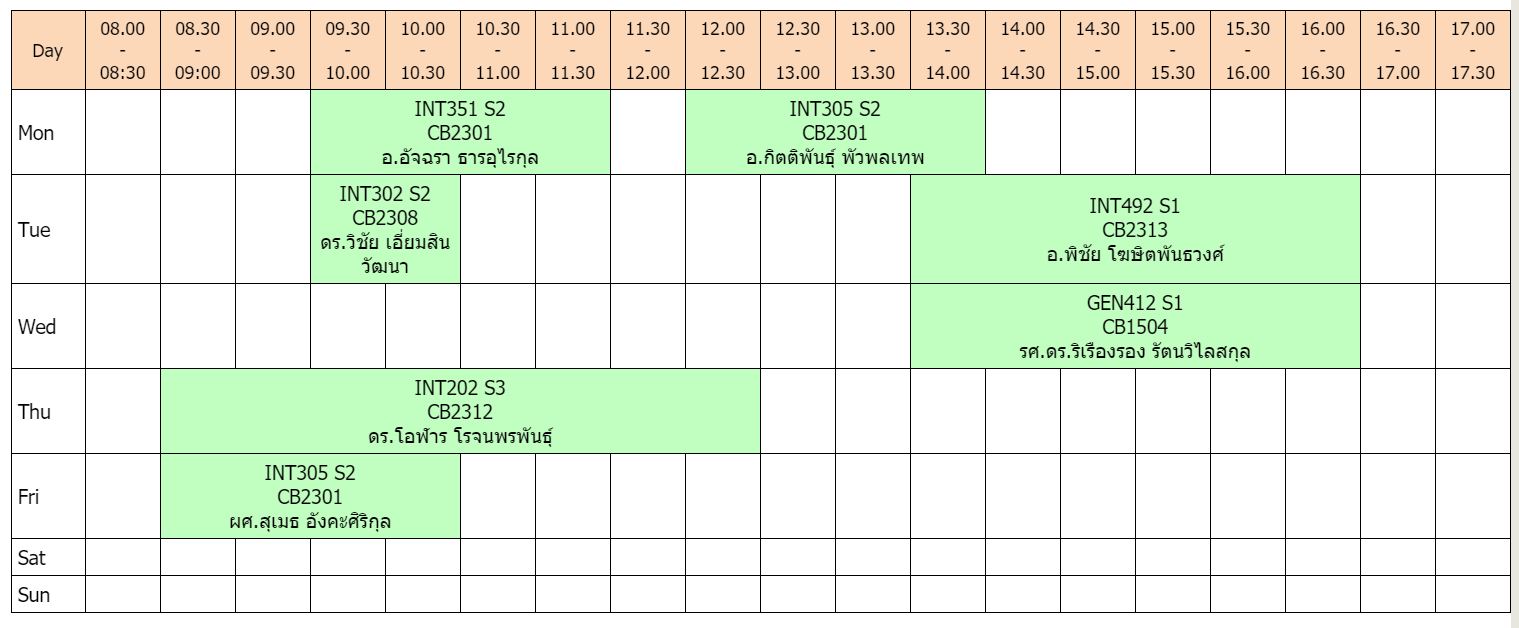 Day
08.00 - 08:30
08.30 - 09:00
09.00 - 09.30
09.30 - 10.00
10.00 - 10.30
10.30 - 11.00
11.00 - 11.30
11.30 - 12.00
12.00 - 12.30
12.30 - 13.00
13.00 - 13.30
13.30 - 14.00
14.00 - 14.30
14.30 - 15.00
15.00 - 15.30
15.30 - 16.00
16.00 - 16.30
16.30 - 17.00
17.00 - 17.30
Mon
INT351 S2
CB2301
อ.อัจฉรา ธารอุไรกุล
INT305 S2
CB2301
อ.กิตติพันธุ์ พัวพลเทพ
Tue
INT302 S2
CB2308
ดร.วิชัย เอี่ยมสิน
วัฒนา
INT492 S1
CB2313
อ.พิชัย โฆษิตพันธวงศ์
Wed
GEN412 S1
CB1504
รศ.ดร.ริเรืองรอง รัตนวิไลสกุล
Thu
INT202 S3
CB2312
ดร.โอฬาร โรจนพรพันธุ์
Fri
INT305 S2
CB2301
ผศ.สุเมธ อังคะศิริกุล
Sat
Sun